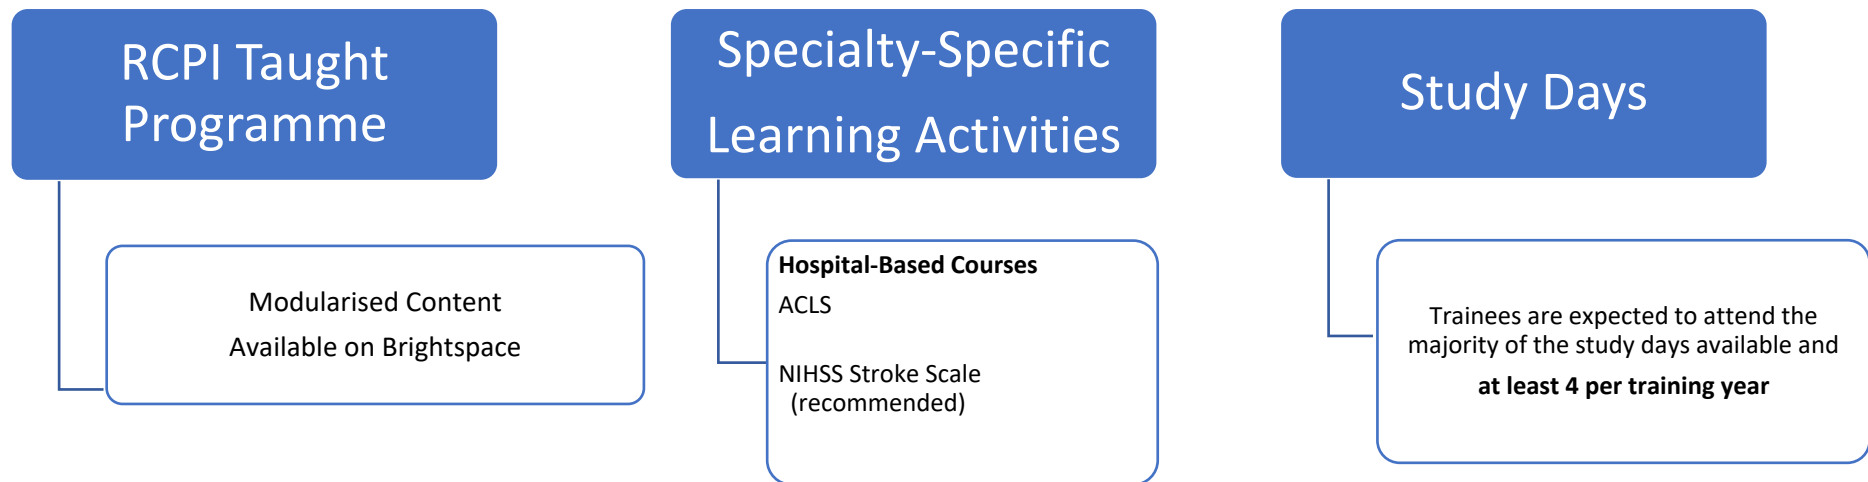 RCPI Taught
Programme
Modularised Content
Available on Brightspace
Specialty-Specific
Learning Activities
Hospital-Based Courses
ACLS
NIHSS Stroke Scale
(recommended)
Study Days
Trainees are expected to attend the
majority of the study days available and
at least 4 per training year